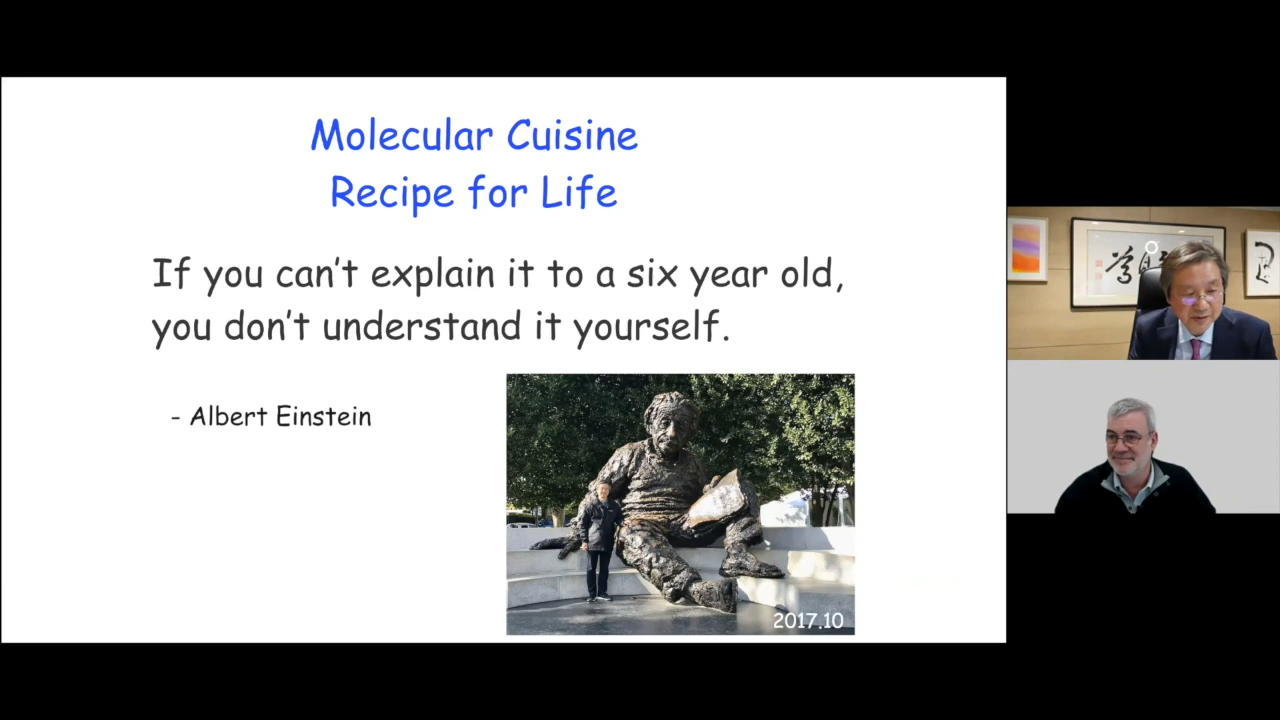 Molecular Cuisine
Recipe for Life
If you can't explain it to a six year old,
you don't understand it yourself.
- Albert Einstein
2017.10